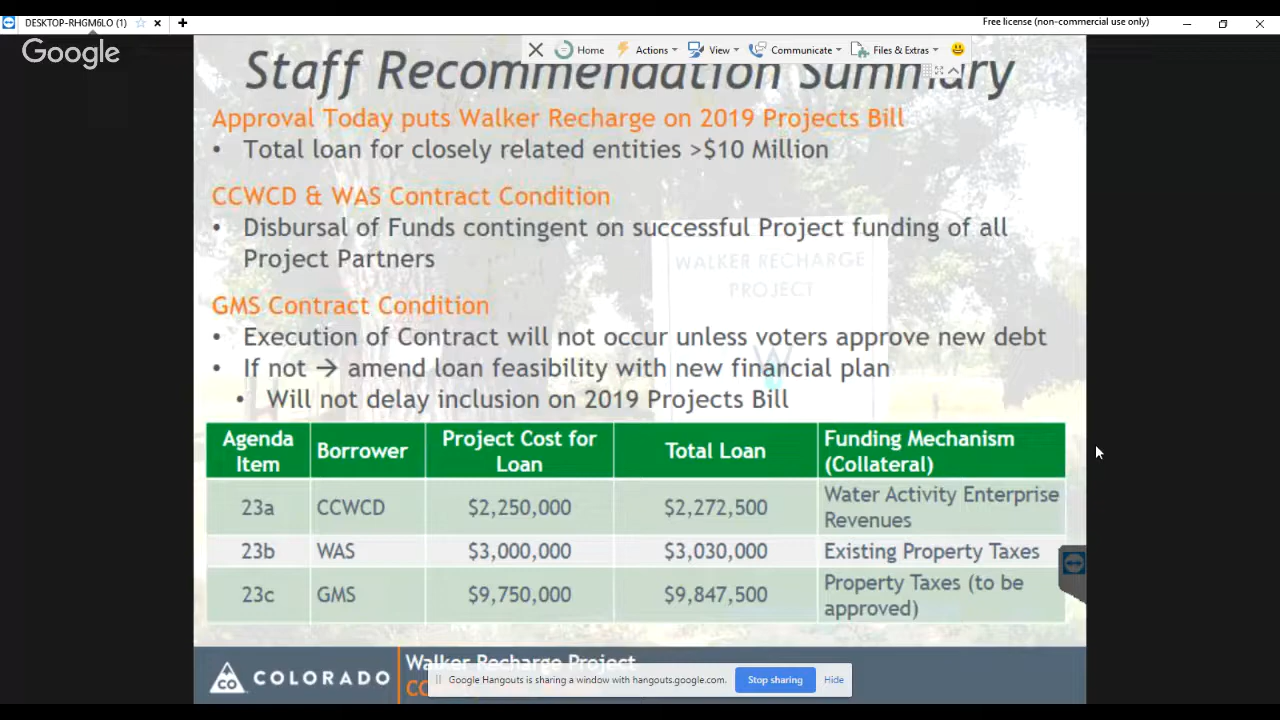 DESKTOP-RHGM6LO (1)
Free license (non-commercial use only)
Google
Home Actions View Communicate Files & Extras
Staff Recommendation Summary
Approval Today puts Walker Recharge on 2019 Projects Bill
• Total loan for closely related entities >$10 Million
CCWCD & WAS Contract Condition
• Disbursal of Funds contingent on successful Project funding of all
Project Partners
WALKER RECHARGE
PROJECT
GMS Contract Condition
• Execution of Contract will not occur unless voters approve new debt
• If not → amend loan feasibility with new financial plan
• Will not delay inclusion on 2019 Projects Bill
Agenda Item Borrower Project Cost for Loan Total Loan Funding Mechanism (Collateral)
23a CCWCD $2,250,000 $2,272,500 Water Activity Enterprise Revenues
23b WAS $3,000,000 $3,030,000 Existing Property Taxes
23c GMS $9,750,000 $9,847,500 Property Taxes (to be approved)
CO
COLORADO
Walker Recharge Project
Google Hangouts is sharing a window with hangouts.google.com. Stop sharing Hide